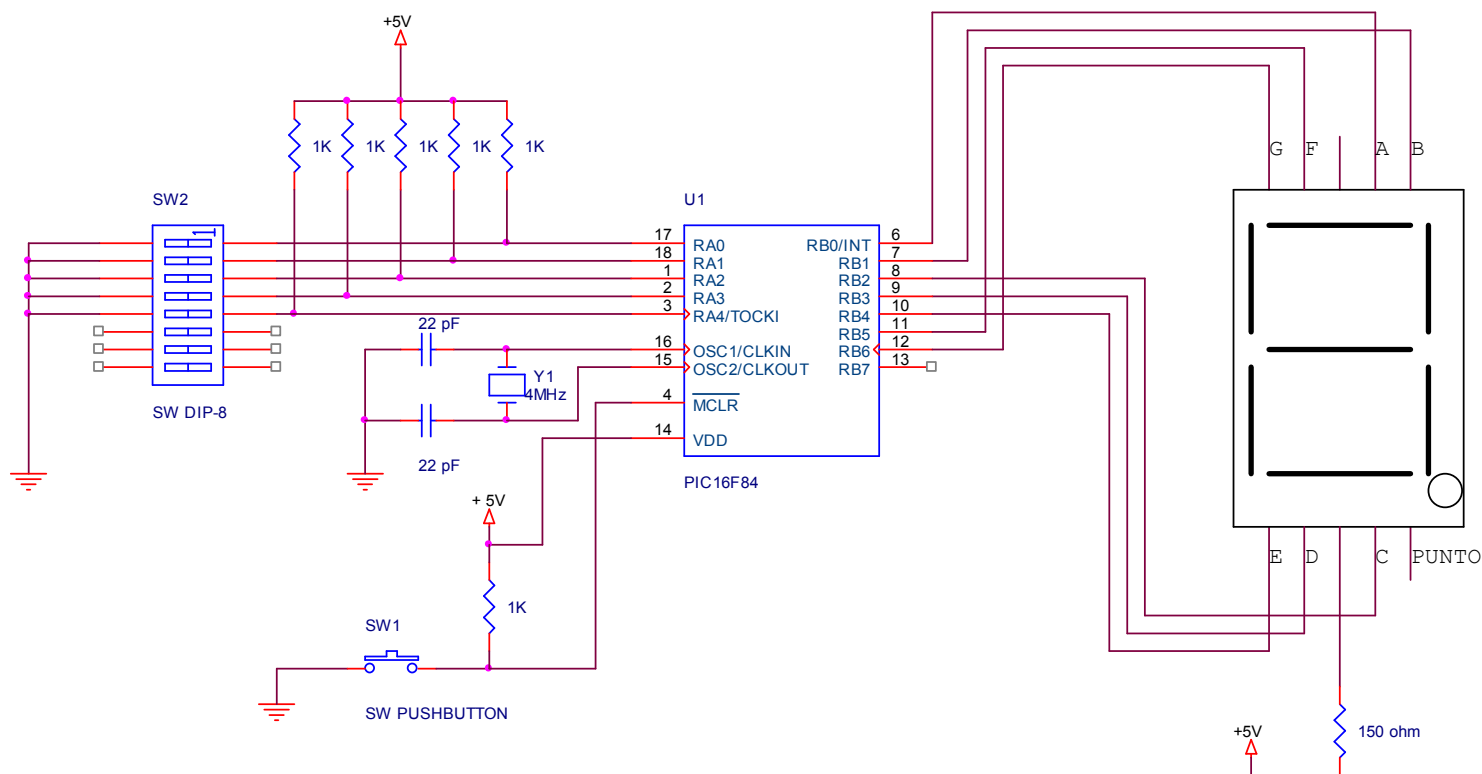 +5V
1K
1K
1K
1K
1K
SW2
SW DIP-8
1
U1
17
RA0
18
RA1
1
RA2
2
RA3
3
RA4/TOCKI
16
OSC1/CLKIN
15
OSC2/CLKOUT
4
MCLR
14
VDD
RB0/INT
6
RB1
7
RB2
8
RB3
9
RB4
10
RB5
11
RB6
12
RB7
13
PIC16F84
22 pF
Y1
4MHz
22 pF
+ 5V
1K
SW1
SW PUSHBUTTON
G
F
A
B
E
D
C
PUNTO
150 ohm
+5V